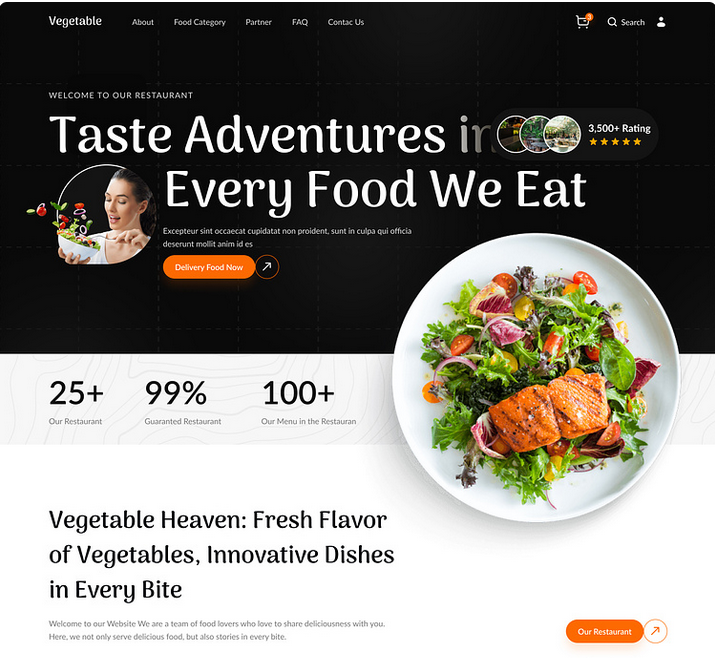 Vegetable
About
Food Category
Partner
FAQ
Contac Us
Search
WELCOME TO OUR RESTAURANT
Taste Adventures in
3,500+ Rating
Every Food We Eat
Excepteur sint occaecat cupidatat non proident, sunt in culpa qui officia
deserunt mollit anim id es
Delivery Food Now
25+
Our Restaurant
99%
Guaranted Restaurant
100+
Our Menu in the Restauran
Vegetable Heaven: Fresh Flavor
of Vegetables, Innovative Dishes
in Every Bite
Welcome to our Website We are a team of food lovers who love to share deliciousness with you.
Here, we not only serve delicious food, but also stories in every bite.
Our Restaurant